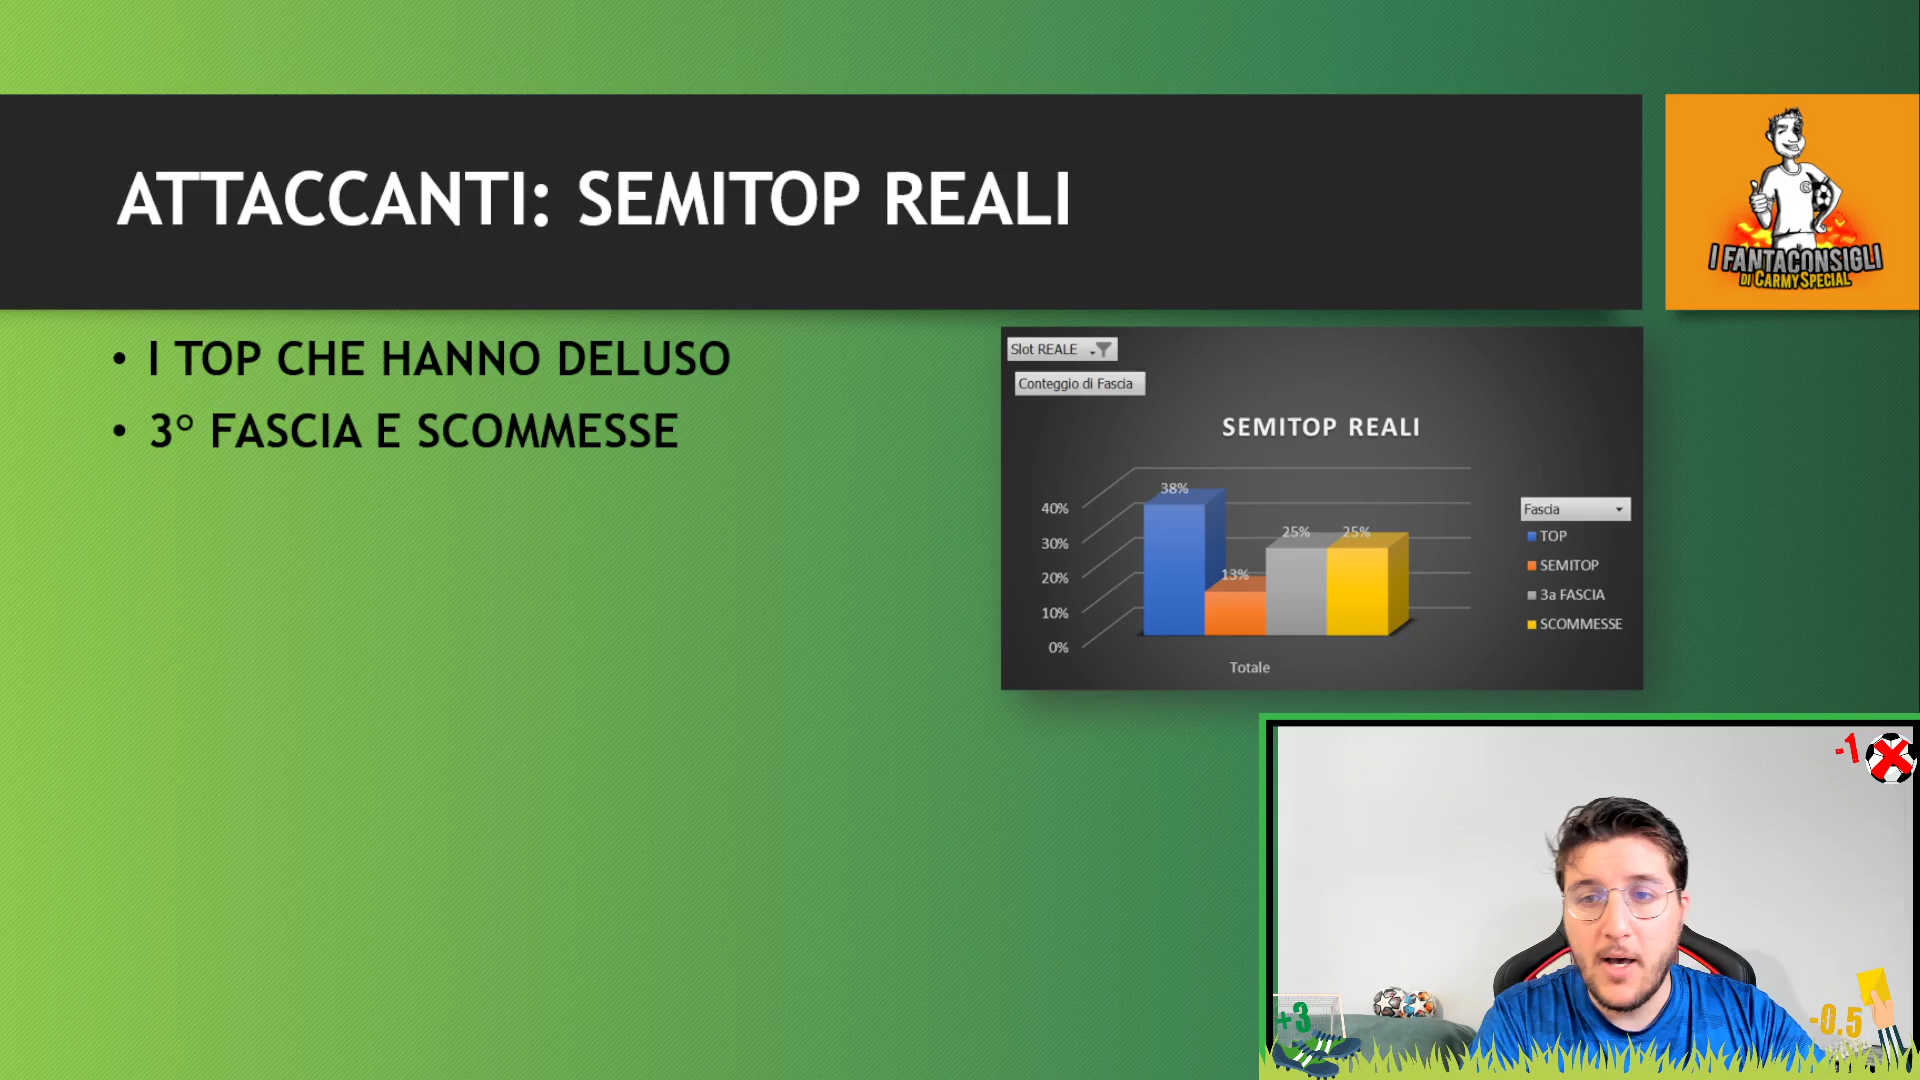 ATTACCANTI: SEMITOP REALI
I FANTACONSIGLI
DI CARMYSPECIAL
• I TOP CHE HANNO DELUSO
• 3° FASCIA E SCOMMESSE
Slot REALE
Conteggio di Fascia
SEMITOP REALI
40%
30%
20%
10%
0%
38%
13%
25%
25%
Totale
Fascia
TOP
SEMITOP
3a FASCIA
SCOMMESSE
-1
+3
-0.5